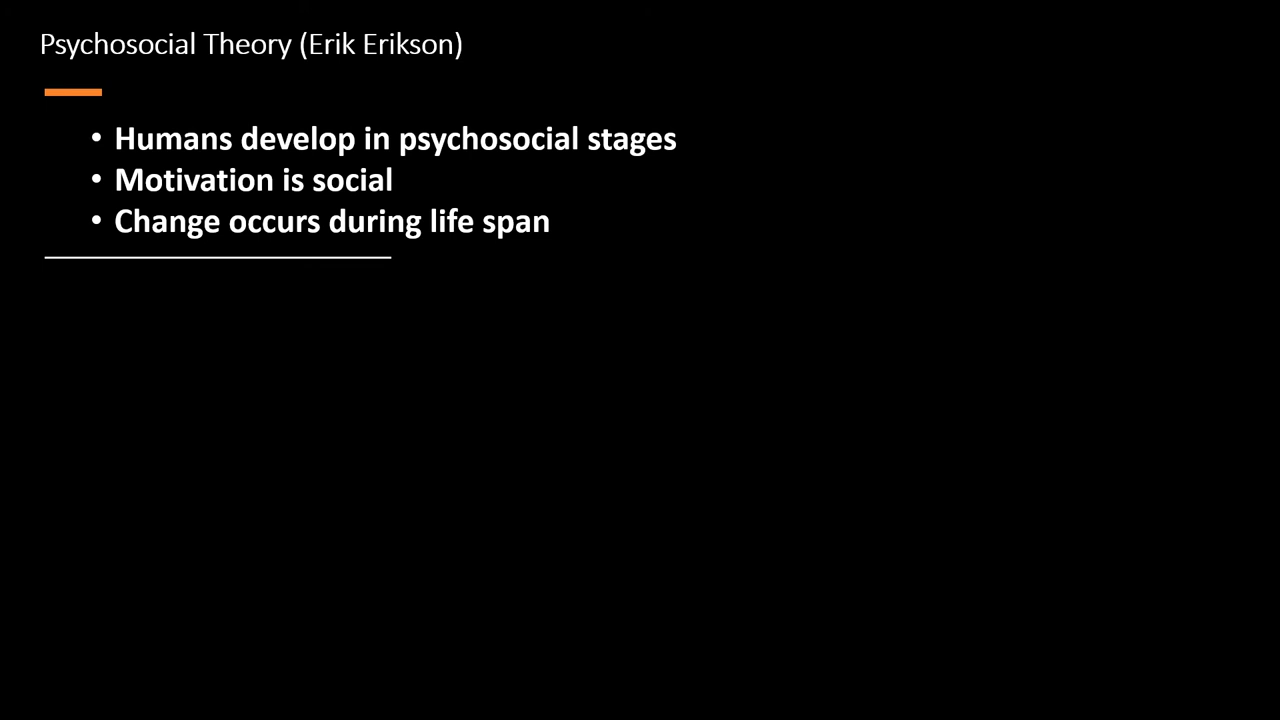 Psychosocial Theory (Erik Erikson)
• Humans develop in psychosocial stages
• Motivation is social
• Change occurs during life span